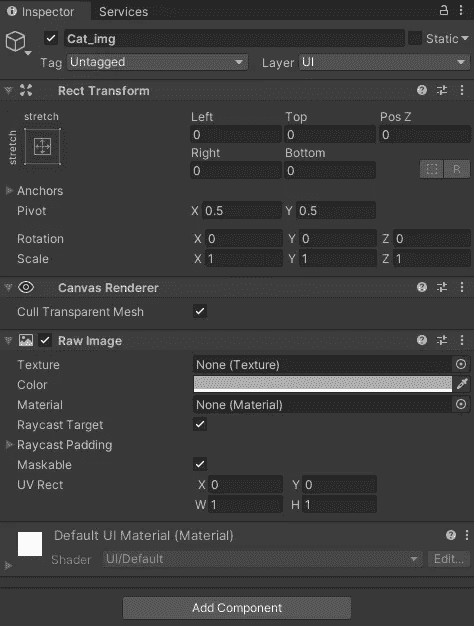 Inspector Services
Cat_img Static
Tag Untagged Layer UI
Rect Transform
stretch Left Top Pos Z
stretch 0 0 0
Right Bottom
0 0 R
Anchors
Pivot X 0.5 Y 0.5
Rotation X 0 Y 0 Z 0
Scale X 1 Y 1 Z 1
Canvas Renderer
Cull Transparent Mesh
Raw Image
Texture None (Texture)
Color
Material None (Material)
Raycast Target
Raycast Padding
Maskable
UV Rect X 0 Y 0
W 1 H 1
Default UI Material (Material)
Shader UI/Default Edit...
Add Component